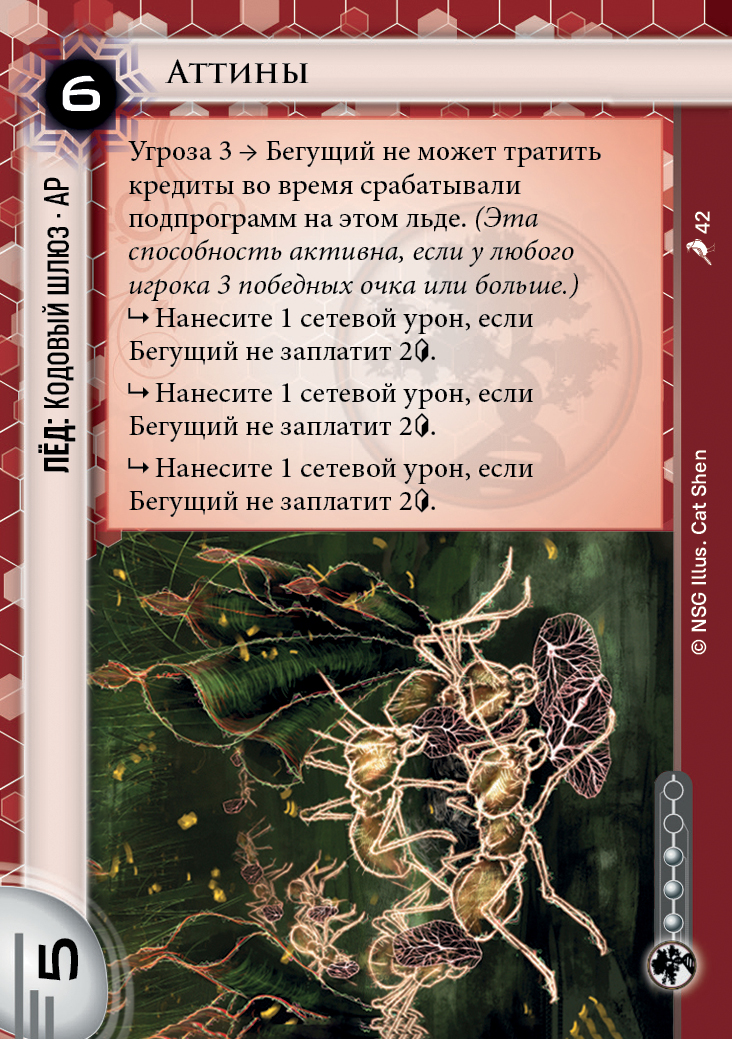 Аттины
6
Угроза 3 → Бегущий не может тратить
кредиты во время срабатывали
подпрограмм на этом льде. (Эта
способность активна, если у любого
игрока 3 победных очка или больше.)
↳ Нанесите 1 сетевой урон, если
Бегущий не заплатит 2.
↳ Нанесите 1 сетевой урон, если
Бегущий не заплатит 2.
↳ Нанесите 1 сетевой урон, если
Бегущий не заплатит 2.
ЛЁД: Кодовый шлюз · АР
42
© NSG Illus. Cat Shen
5